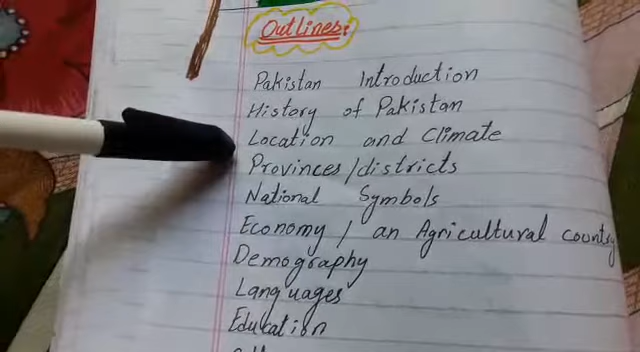 Outlines:
Pakistan Introduction
History of Pakistan
Location and Climate
Provinces/districts
National Symbols
Economy/ an Agricultural country
Demography
Languages
Education